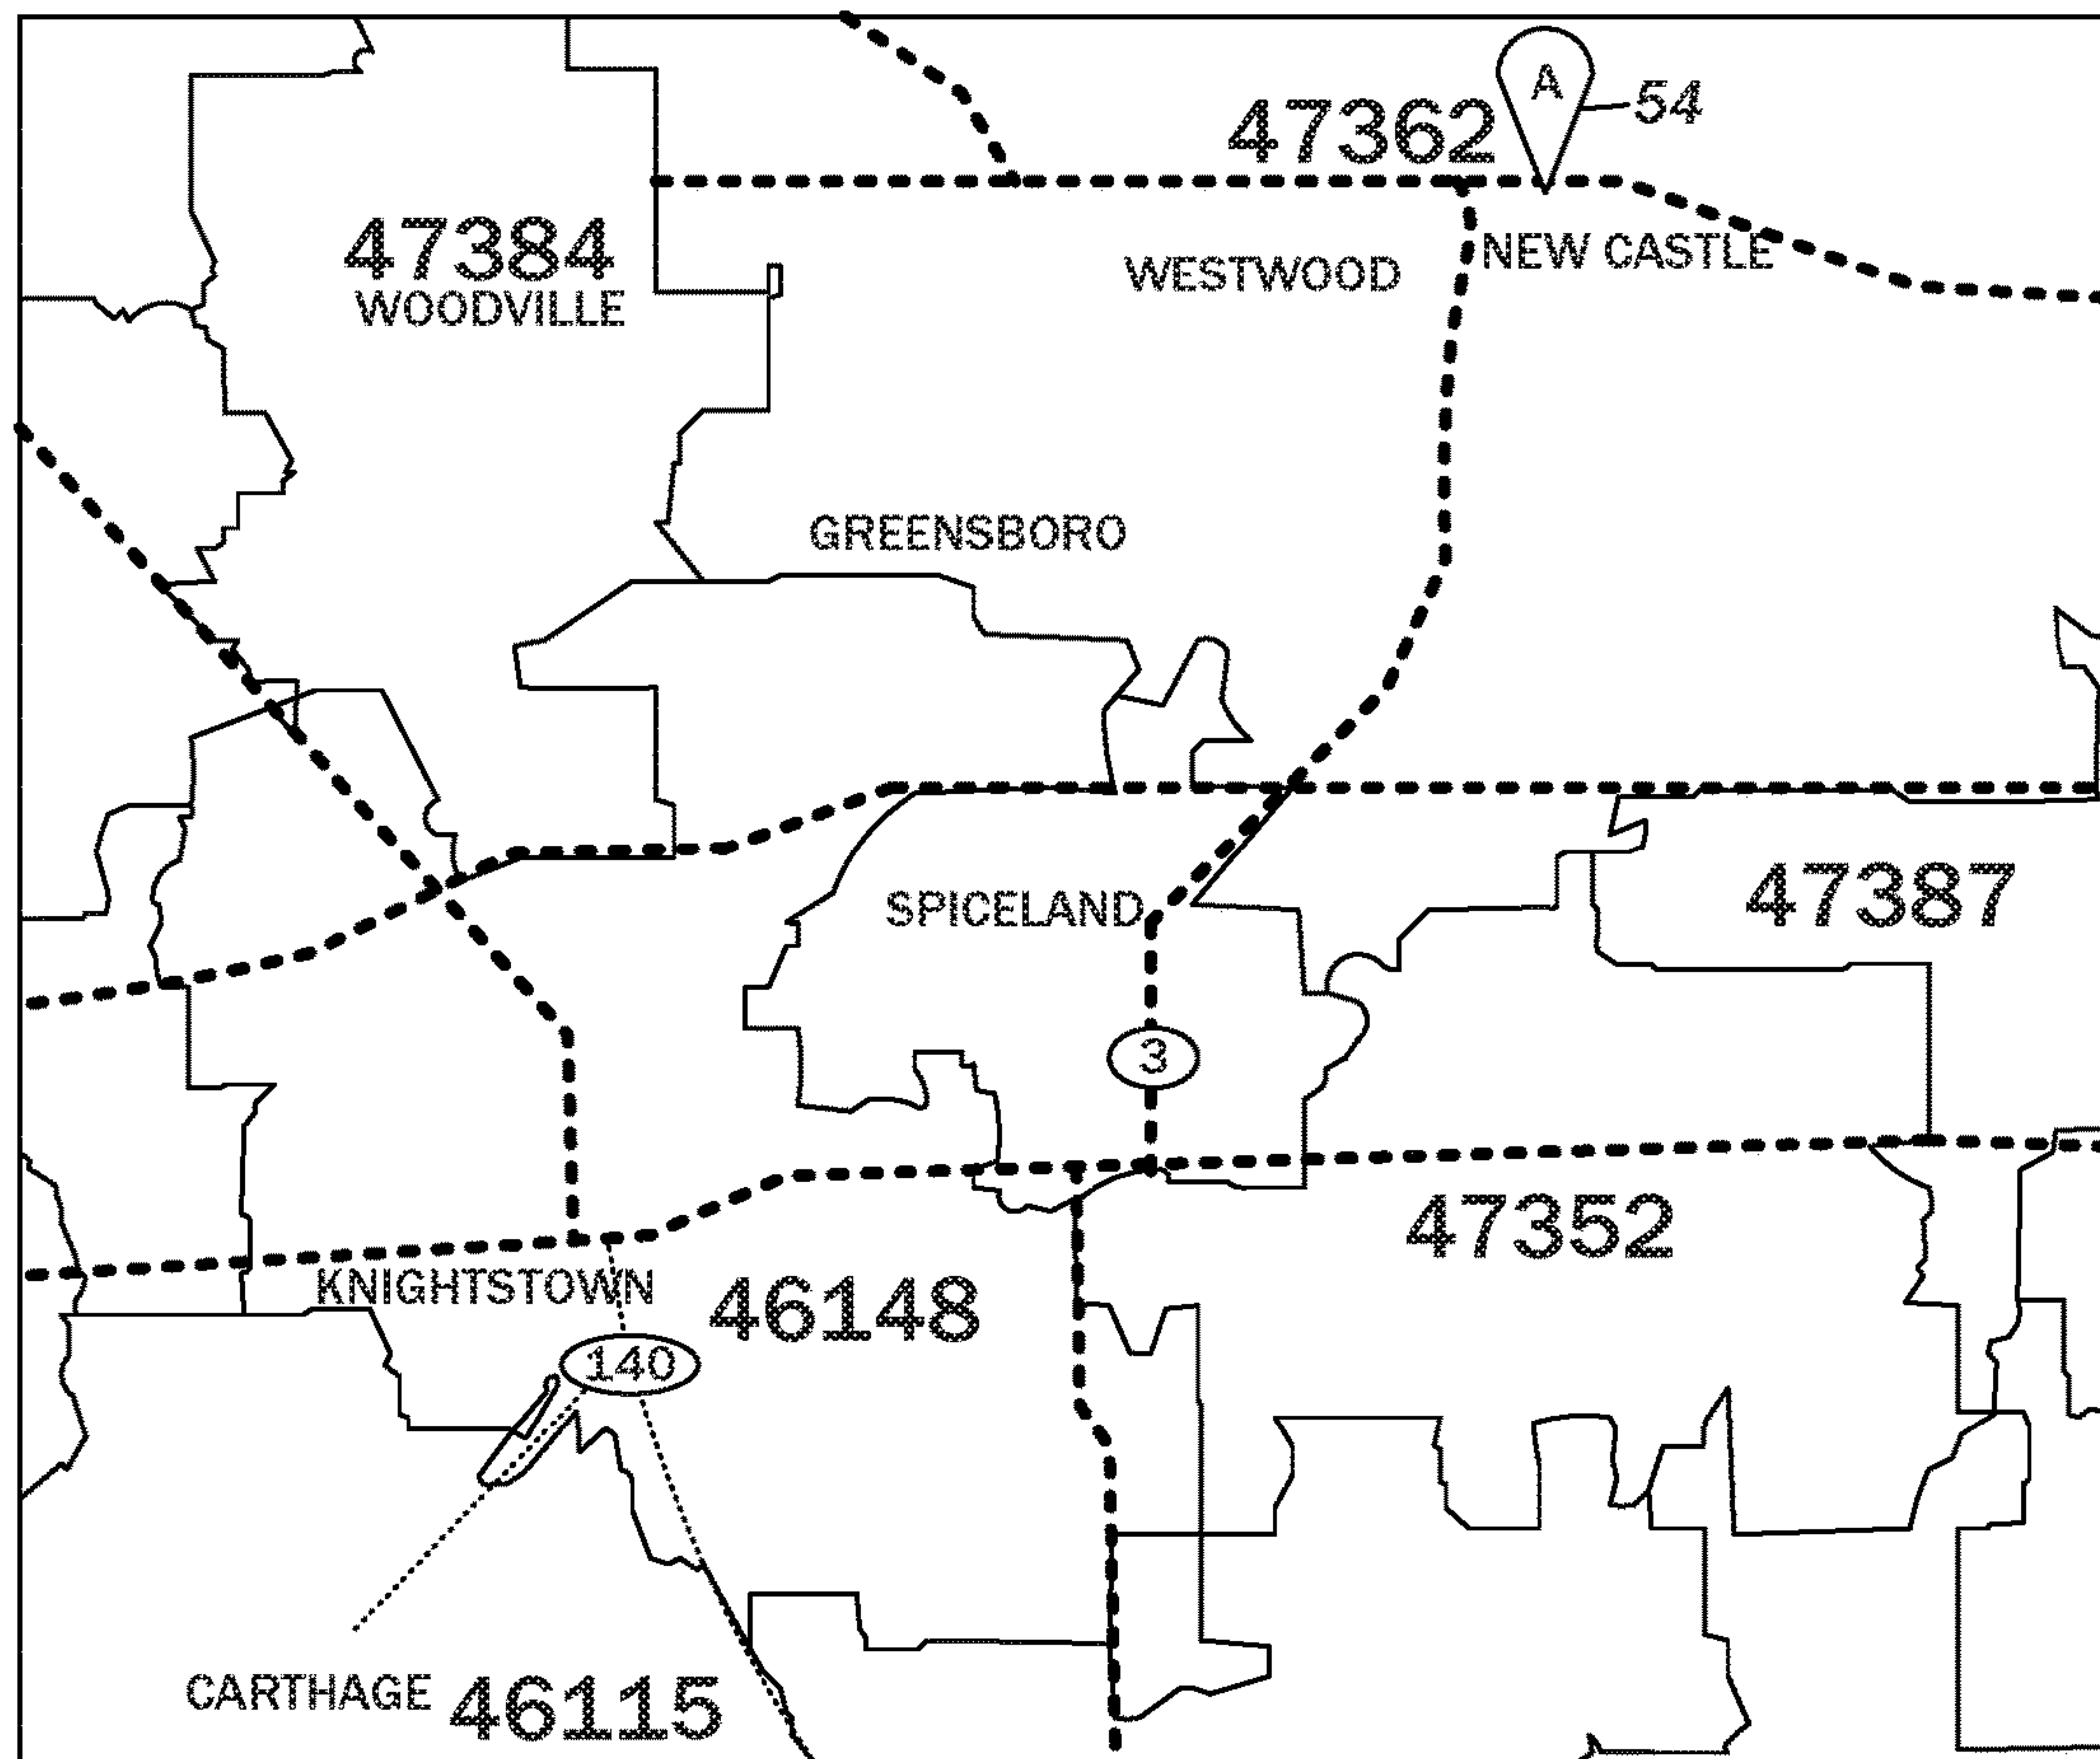 A
54
47362
47384
WOODVILLE
WESTWOOD
NEW CASTLE
GREENSBORO
SPICELAND
47387
3
47352
KNIGHTSTOWN
46148
140
CARTHAGE 46115